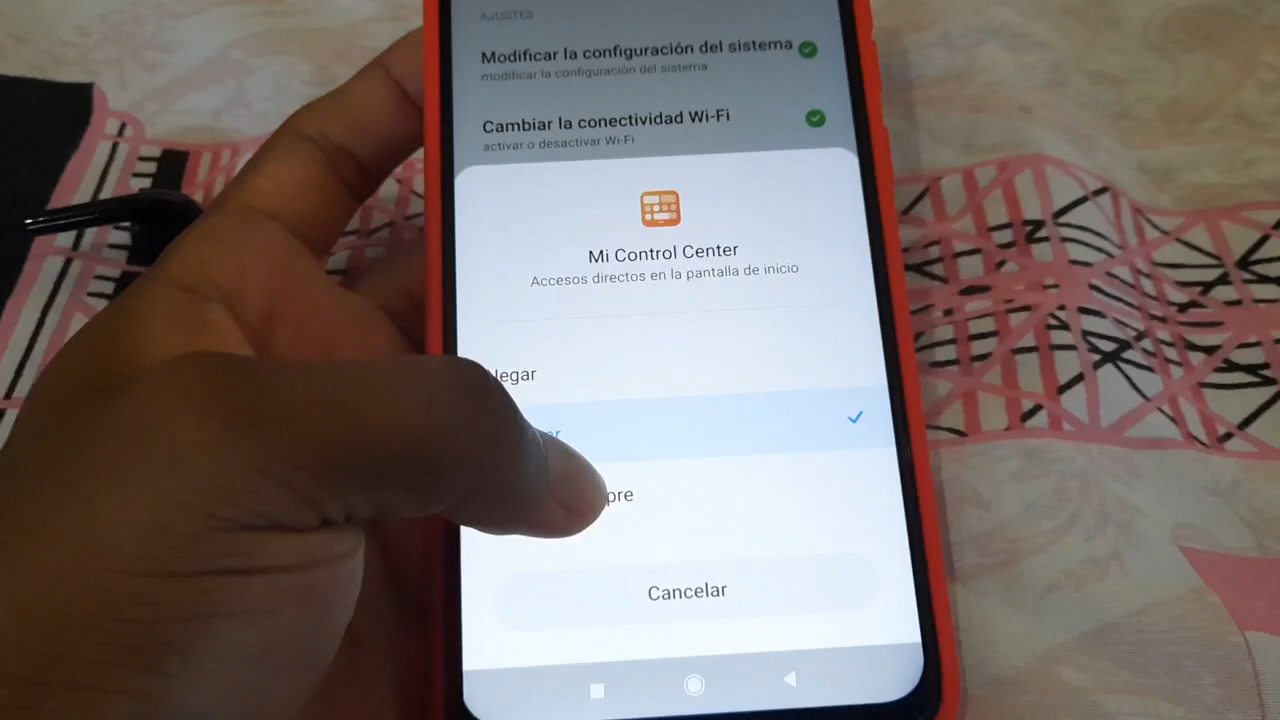 AJUSTES
Modificar la configuración del sistema
modificar la configuración del sistema
Cambiar la conectividad Wi-Fi
activar o desactivar Wi-Fi
Mi Control Center
Accesos directos en la pantalla de inicio
legar
Cancelar